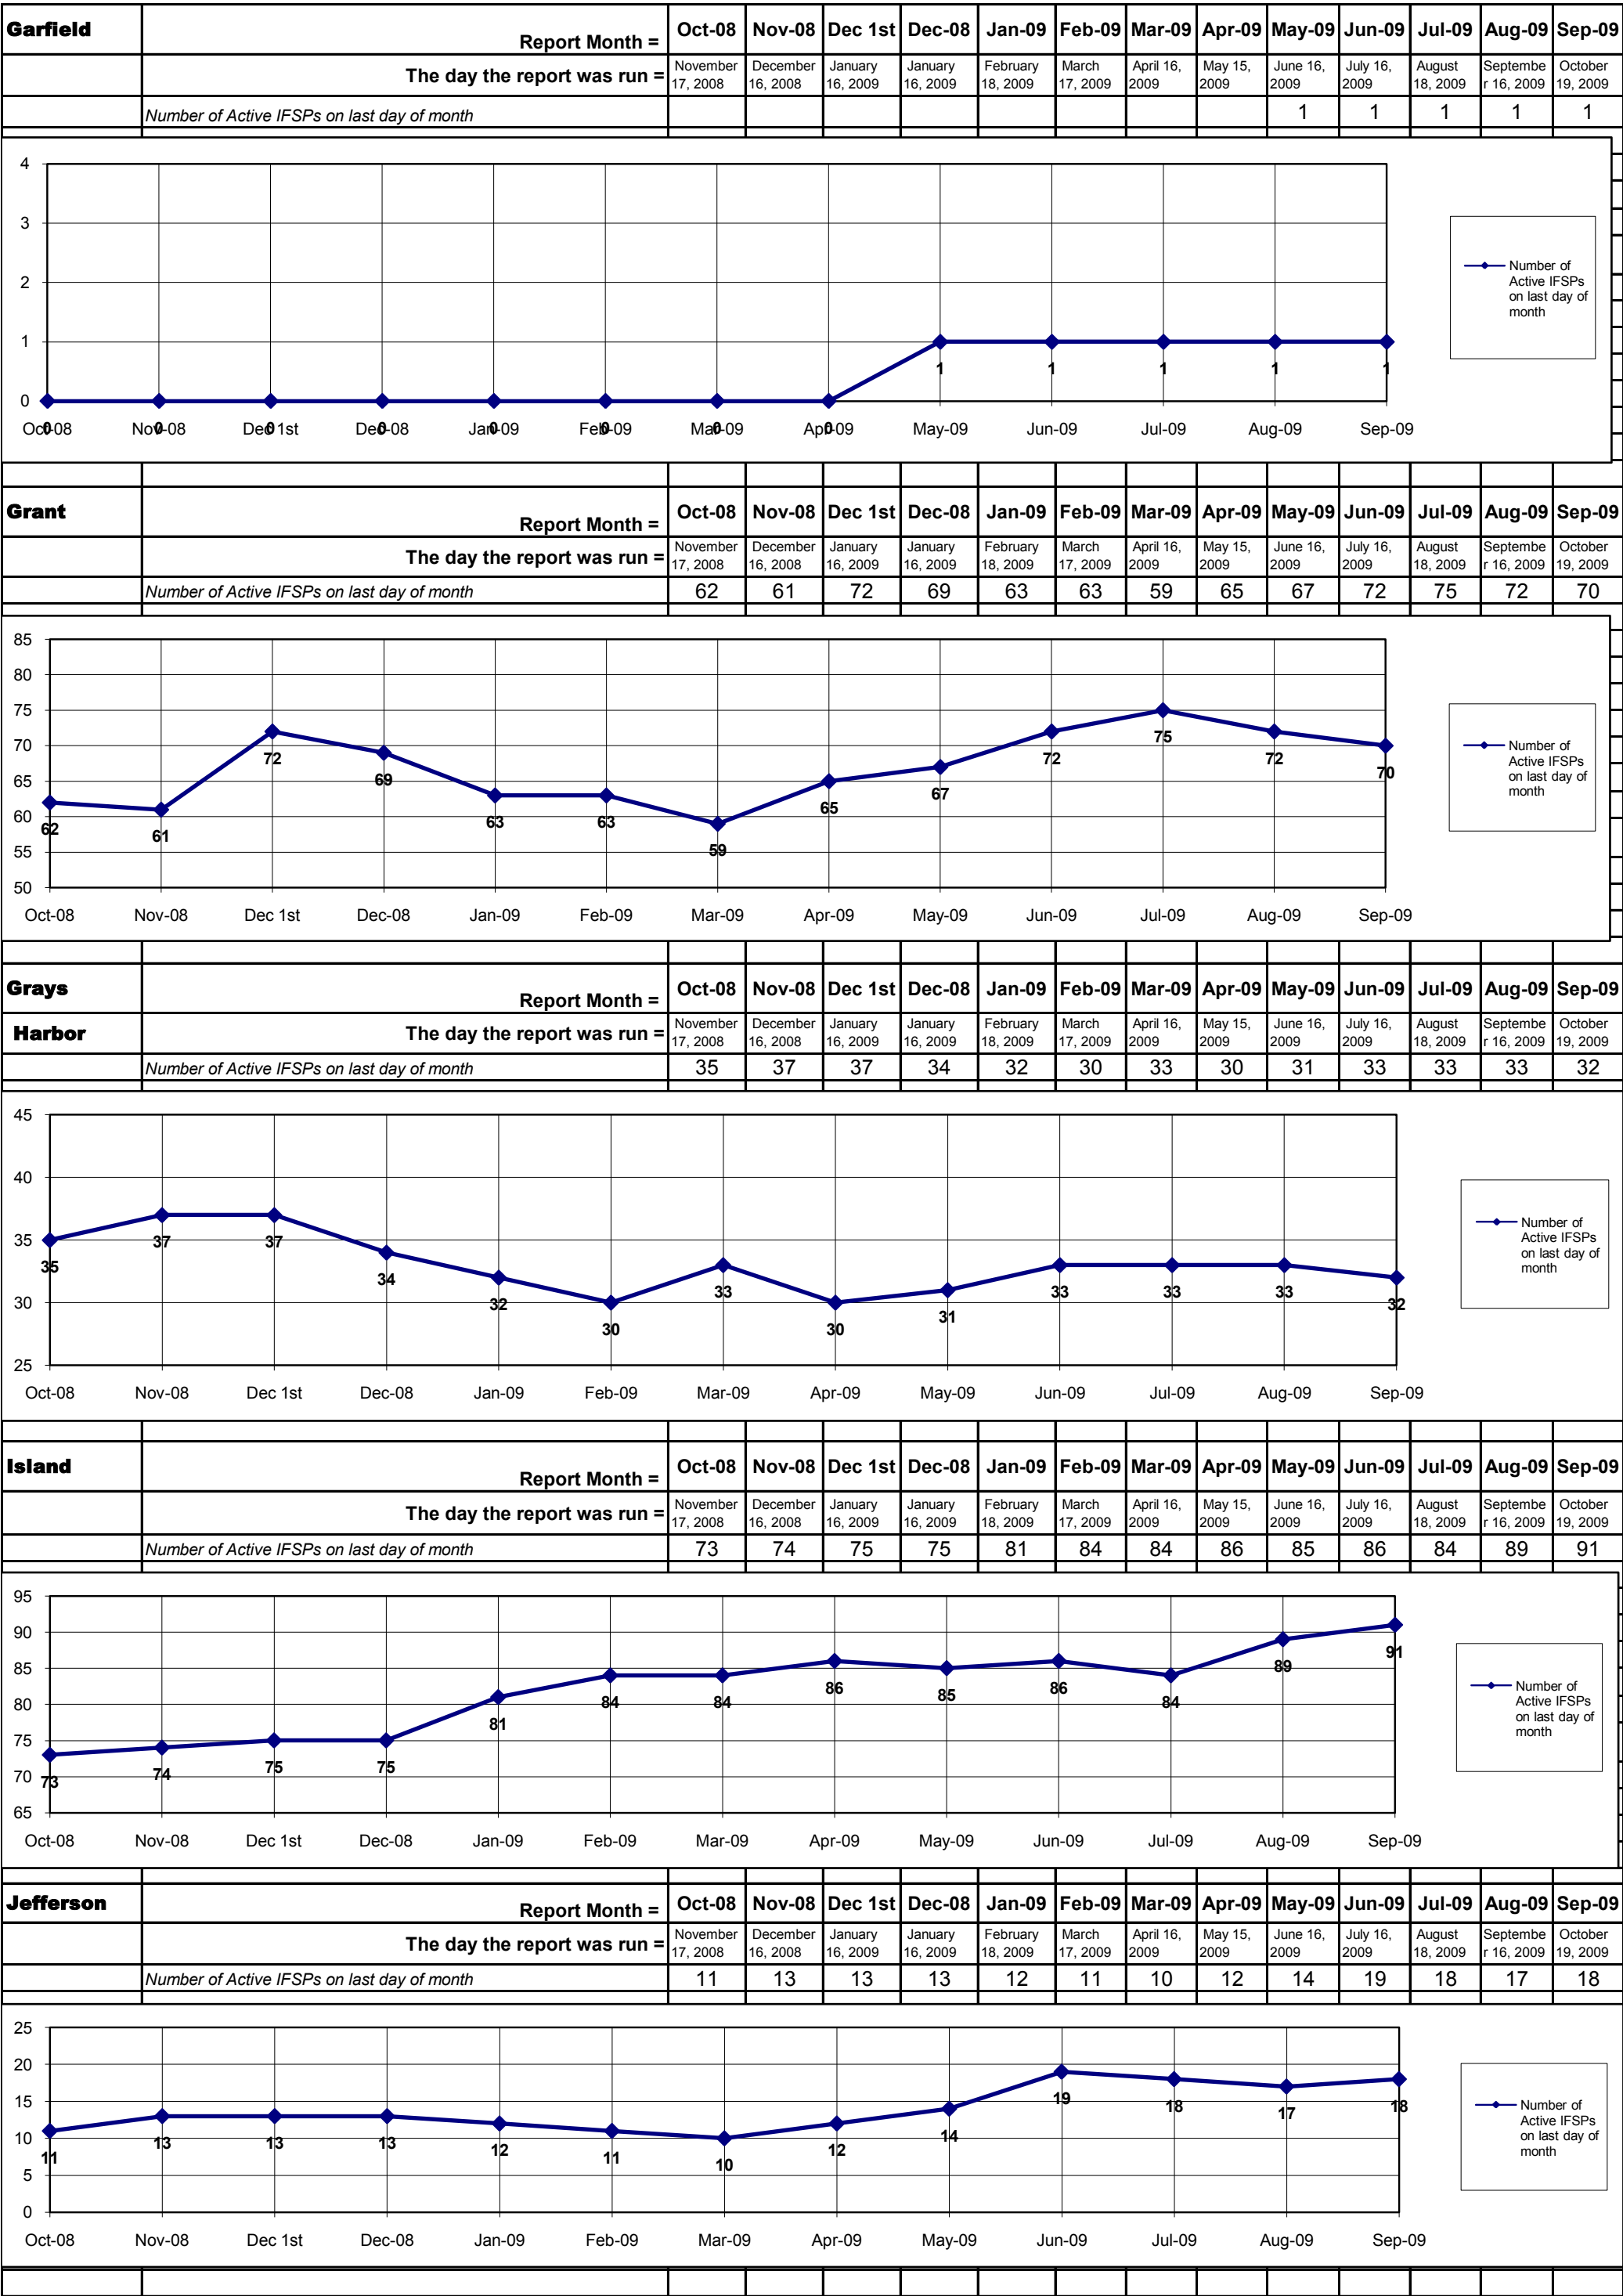 Garfield Report Month = Oct-08 Nov-08 Dec 1st Dec-08 Jan-09 Feb-09 Mar-09 Apr-09 May-09 Jun-09 Jul-09 Aug-09 Sep-09
The day the report was run = November 17, 2008 December 16, 2008 January 16, 2009 January 16, 2009 February 18, 2009 March 17, 2009 April 16, 2009 May 15, 2009 June 16, 2009 July 16, 2009 August 18, 2009 Septembe r 16, 2009 October 19, 2009
Number of Active IFSPs on last day of month 1 1 1 1 1
4
3
2
1
0
1 1 1 1 1
0 0 0 0 0 0 0 0
Oct-08 Nov-08 Dec 1st Dec-08 Jan-09 Feb-09 Mar-09 Apr-09 May-09 Jun-09 Jul-09 Aug-09 Sep-09
Number of
Active IFSPs
on last day of
month
Grant Report Month = Oct-08 Nov-08 Dec 1st Dec-08 Jan-09 Feb-09 Mar-09 Apr-09 May-09 Jun-09 Jul-09 Aug-09 Sep-09
The day the report was run = November 17, 2008 December 16, 2008 January 16, 2009 January 16, 2009 February 18, 2009 March 17, 2009 April 16, 2009 May 15, 2009 June 16, 2009 July 16, 2009 August 18, 2009 Septembe r 16, 2009 October 19, 2009
Number of Active IFSPs on last day of month 62 61 72 69 63 63 59 65 67 72 75 72 70
85
80
75
70
65
60
55
50
62 61 72 69 63 63 59 65 67 72 75 72 70
Oct-08 Nov-08 Dec 1st Dec-08 Jan-09 Feb-09 Mar-09 Apr-09 May-09 Jun-09 Jul-09 Aug-09 Sep-09
Number of
Active IFSPs
on last day of
month
Grays Report Month = Oct-08 Nov-08 Dec 1st Dec-08 Jan-09 Feb-09 Mar-09 Apr-09 May-09 Jun-09 Jul-09 Aug-09 Sep-09
Harbor The day the report was run = November 17, 2008 December 16, 2008 January 16, 2009 January 16, 2009 February 18, 2009 March 17, 2009 April 16, 2009 May 15, 2009 June 16, 2009 July 16, 2009 August 18, 2009 Septembe r 16, 2009 October 19, 2009
Number of Active IFSPs on last day of month 35 37 37 34 32 30 33 30 31 33 33 33 32
45
40
35
30
25
35 37 37 34 32 30 33 30 31 33 33 33 32
Oct-08 Nov-08 Dec 1st Dec-08 Jan-09 Feb-09 Mar-09 Apr-09 May-09 Jun-09 Jul-09 Aug-09 Sep-09
Number of
Active IFSPs
on last day of
month
Island Report Month = Oct-08 Nov-08 Dec 1st Dec-08 Jan-09 Feb-09 Mar-09 Apr-09 May-09 Jun-09 Jul-09 Aug-09 Sep-09
The day the report was run = November 17, 2008 December 16, 2008 January 16, 2009 January 16, 2009 February 18, 2009 March 17, 2009 April 16, 2009 May 15, 2009 June 16, 2009 July 16, 2009 August 18, 2009 Septembe r 16, 2009 October 19, 2009
Number of Active IFSPs on last day of month 73 74 75 75 81 84 84 86 85 86 84 89 91
95
90
85
80
75
70
65
73 74 75 75 81 84 84 86 85 86 84 89 91
Oct-08 Nov-08 Dec 1st Dec-08 Jan-09 Feb-09 Mar-09 Apr-09 May-09 Jun-09 Jul-09 Aug-09 Sep-09
Number of
Active IFSPs
on last day of
month
Jefferson Report Month = Oct-08 Nov-08 Dec 1st Dec-08 Jan-09 Feb-09 Mar-09 Apr-09 May-09 Jun-09 Jul-09 Aug-09 Sep-09
The day the report was run = November 17, 2008 December 16, 2008 January 16, 2009 January 16, 2009 February 18, 2009 March 17, 2009 April 16, 2009 May 15, 2009 June 16, 2009 July 16, 2009 August 18, 2009 Septembe r 16, 2009 October 19, 2009
Number of Active IFSPs on last day of month 11 13 13 13 12 11 10 12 14 19 18 17 18
25
20
15
10
5
0
11 13 13 13 12 11 10 12 14 19 18 17 18
Oct-08 Nov-08 Dec 1st Dec-08 Jan-09 Feb-09 Mar-09 Apr-09 May-09 Jun-09 Jul-09 Aug-09 Sep-09
Number of
Active IFSPs
on last day of
month